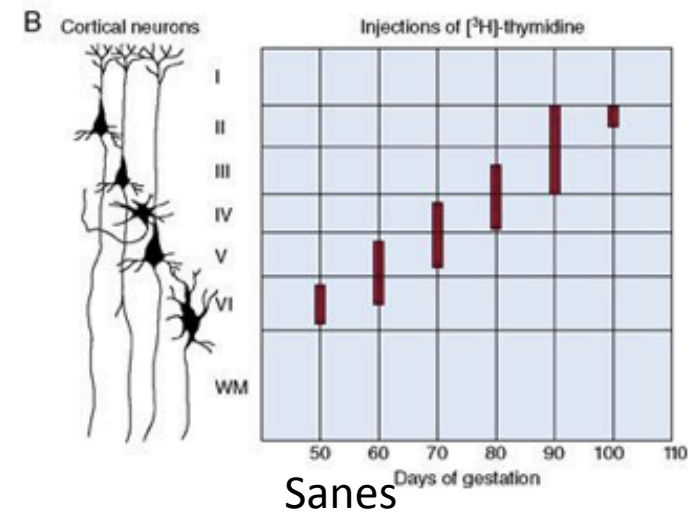 B
Cortical neurons
Injections of [³H]-thymidine
I
II
III
IV
V
VI
WM
50 60 70 80 90 100 110
Days of gestation
Sanes